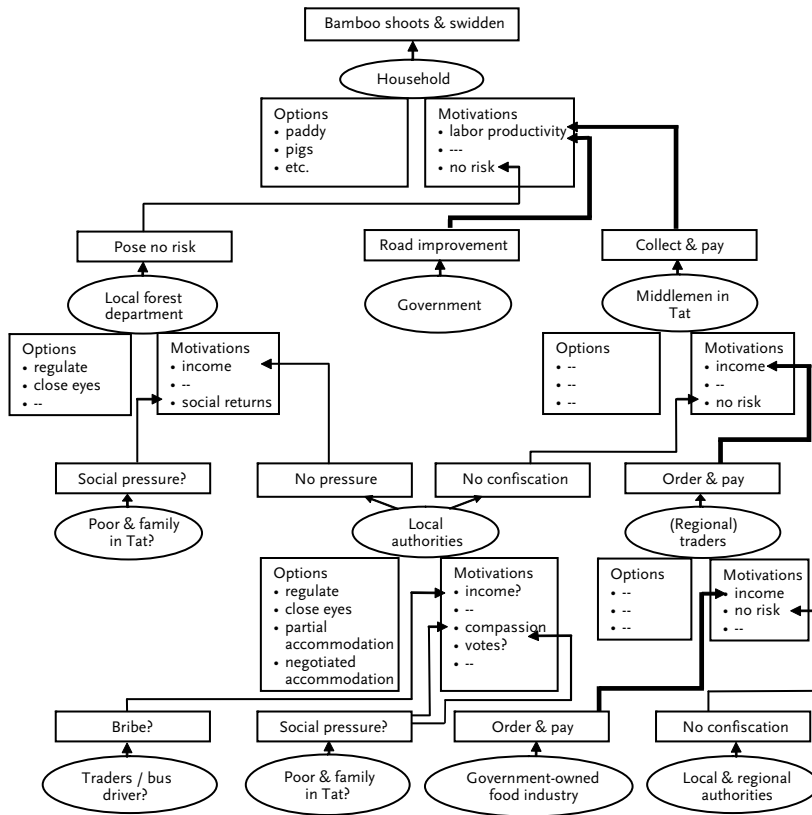 Bamboo shoots & swidden
Household
Options
• paddy
• pigs
• etc.
Motivations
• labor productivity
• ---
• no risk
Pose no risk
Road improvement
Collect & pay
Local forest
department
Government
Middlemen in
Tat
Options
• regulate
• close eyes
• --
Motivations
• income
• --
• social returns
Options
• --
• --
• --
Motivations
• income
• --
• no risk
Social pressure?
No pressure
No confiscation
Order & pay
Poor & family
in Tat?
Local
authorities
(Regional)
traders
Options
• regulate
• close eyes
• partial
accommodation
• negotiated
accommodation
Motivations
• income?
• --
• compassion
• votes?
• --
Options
• --
• --
• --
Motivations
• income
• no risk
• --
Bribe?
Social pressure?
Order & pay
No confiscation
Traders / bus
driver?
Poor & family
in Tat?
Government-owned
food industry
Local & regional
authorities